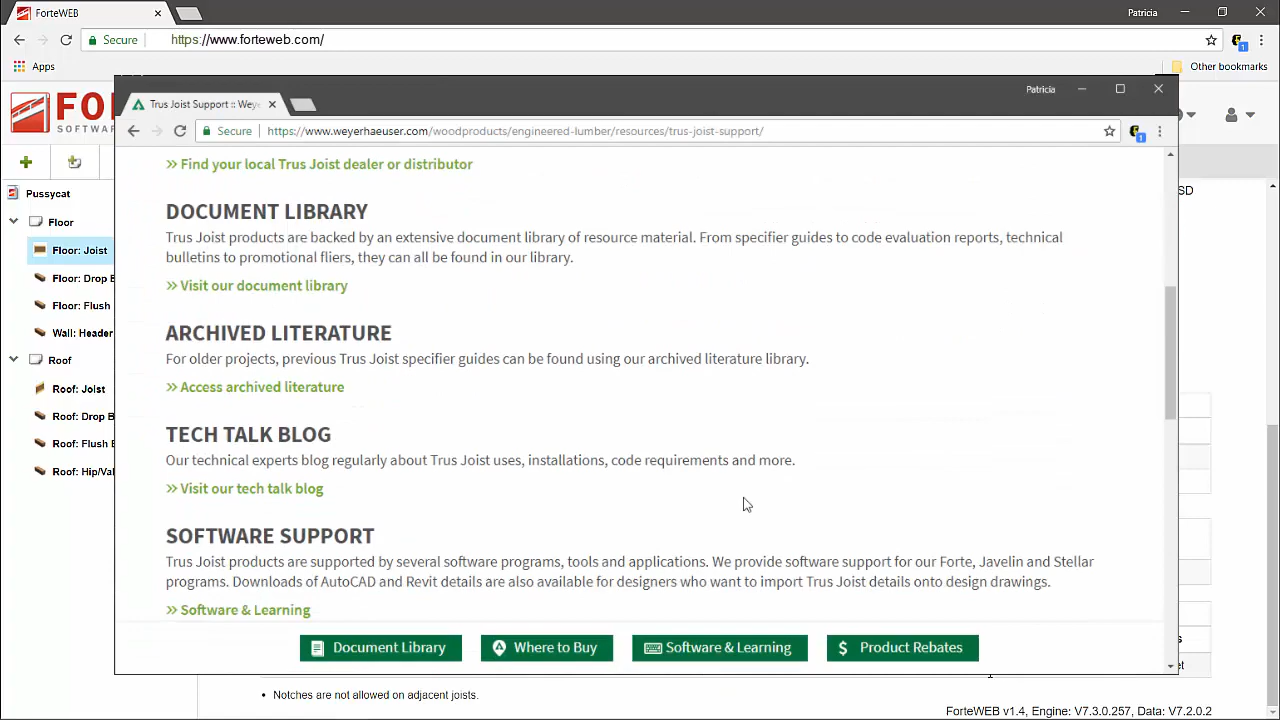 ForteWEB
Patricia
Secure
https://www.forteweb.com/
Apps
Other bookmarks
Patricia
Trus Joist Support :: Weye
Secure
https://www.weyerhaeuser.com/woodproducts/engineered-lumber/resources/trus-joist-support/
FO
SOFTWAR
Pussycat
Floor
Floor: Joist
Floor: Drop B
Floor: Flush
Wall: Header
Roof
Roof: Joist
Roof: Drop B
Roof: Flush B
Roof: Hip/Val
SD
>> Find your local Trus Joist dealer or distributor
DOCUMENT LIBRARY
Trus Joist products are backed by an extensive document library of resource material. From specifier guides to code evaluation reports, technical
bulletins to promotional fliers, they can all be found in our library.
>> Visit our document library
ARCHIVED LITERATURE
For older projects, previous Trus Joist specifier guides can be found using our archived literature library.
>> Access archived literature
TECH TALK BLOG
Our technical experts blog regularly about Trus Joist uses, installations, code requirements and more.
>> Visit our tech talk blog
SOFTWARE SUPPORT
Trus Joist products are supported by several software programs, tools and applications. We provide software support for our Forte, Javelin and Stellar
programs. Downloads of AutoCAD and Revit details are also available for designers who want to import Trus Joist details onto design drawings.
>> Software & Learning
Document Library
Where to Buy
Software & Learning
Product Rebates
• Notches are not allowed on adjacent joists.
ForteWEB v1.4, Engine: V7.3.0.257, Data: V7.2.0.2